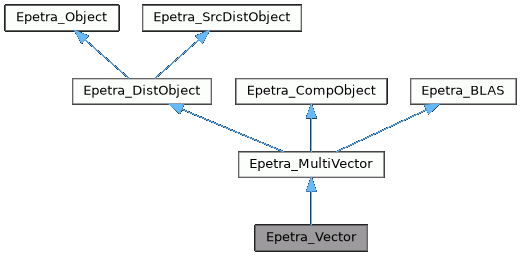 Epetra_Object
Epetra_SrcDistObject
Epetra_DistObject
Epetra_CompObject
Epetra_BLAS
Epetra_MultiVector
Epetra_Vector